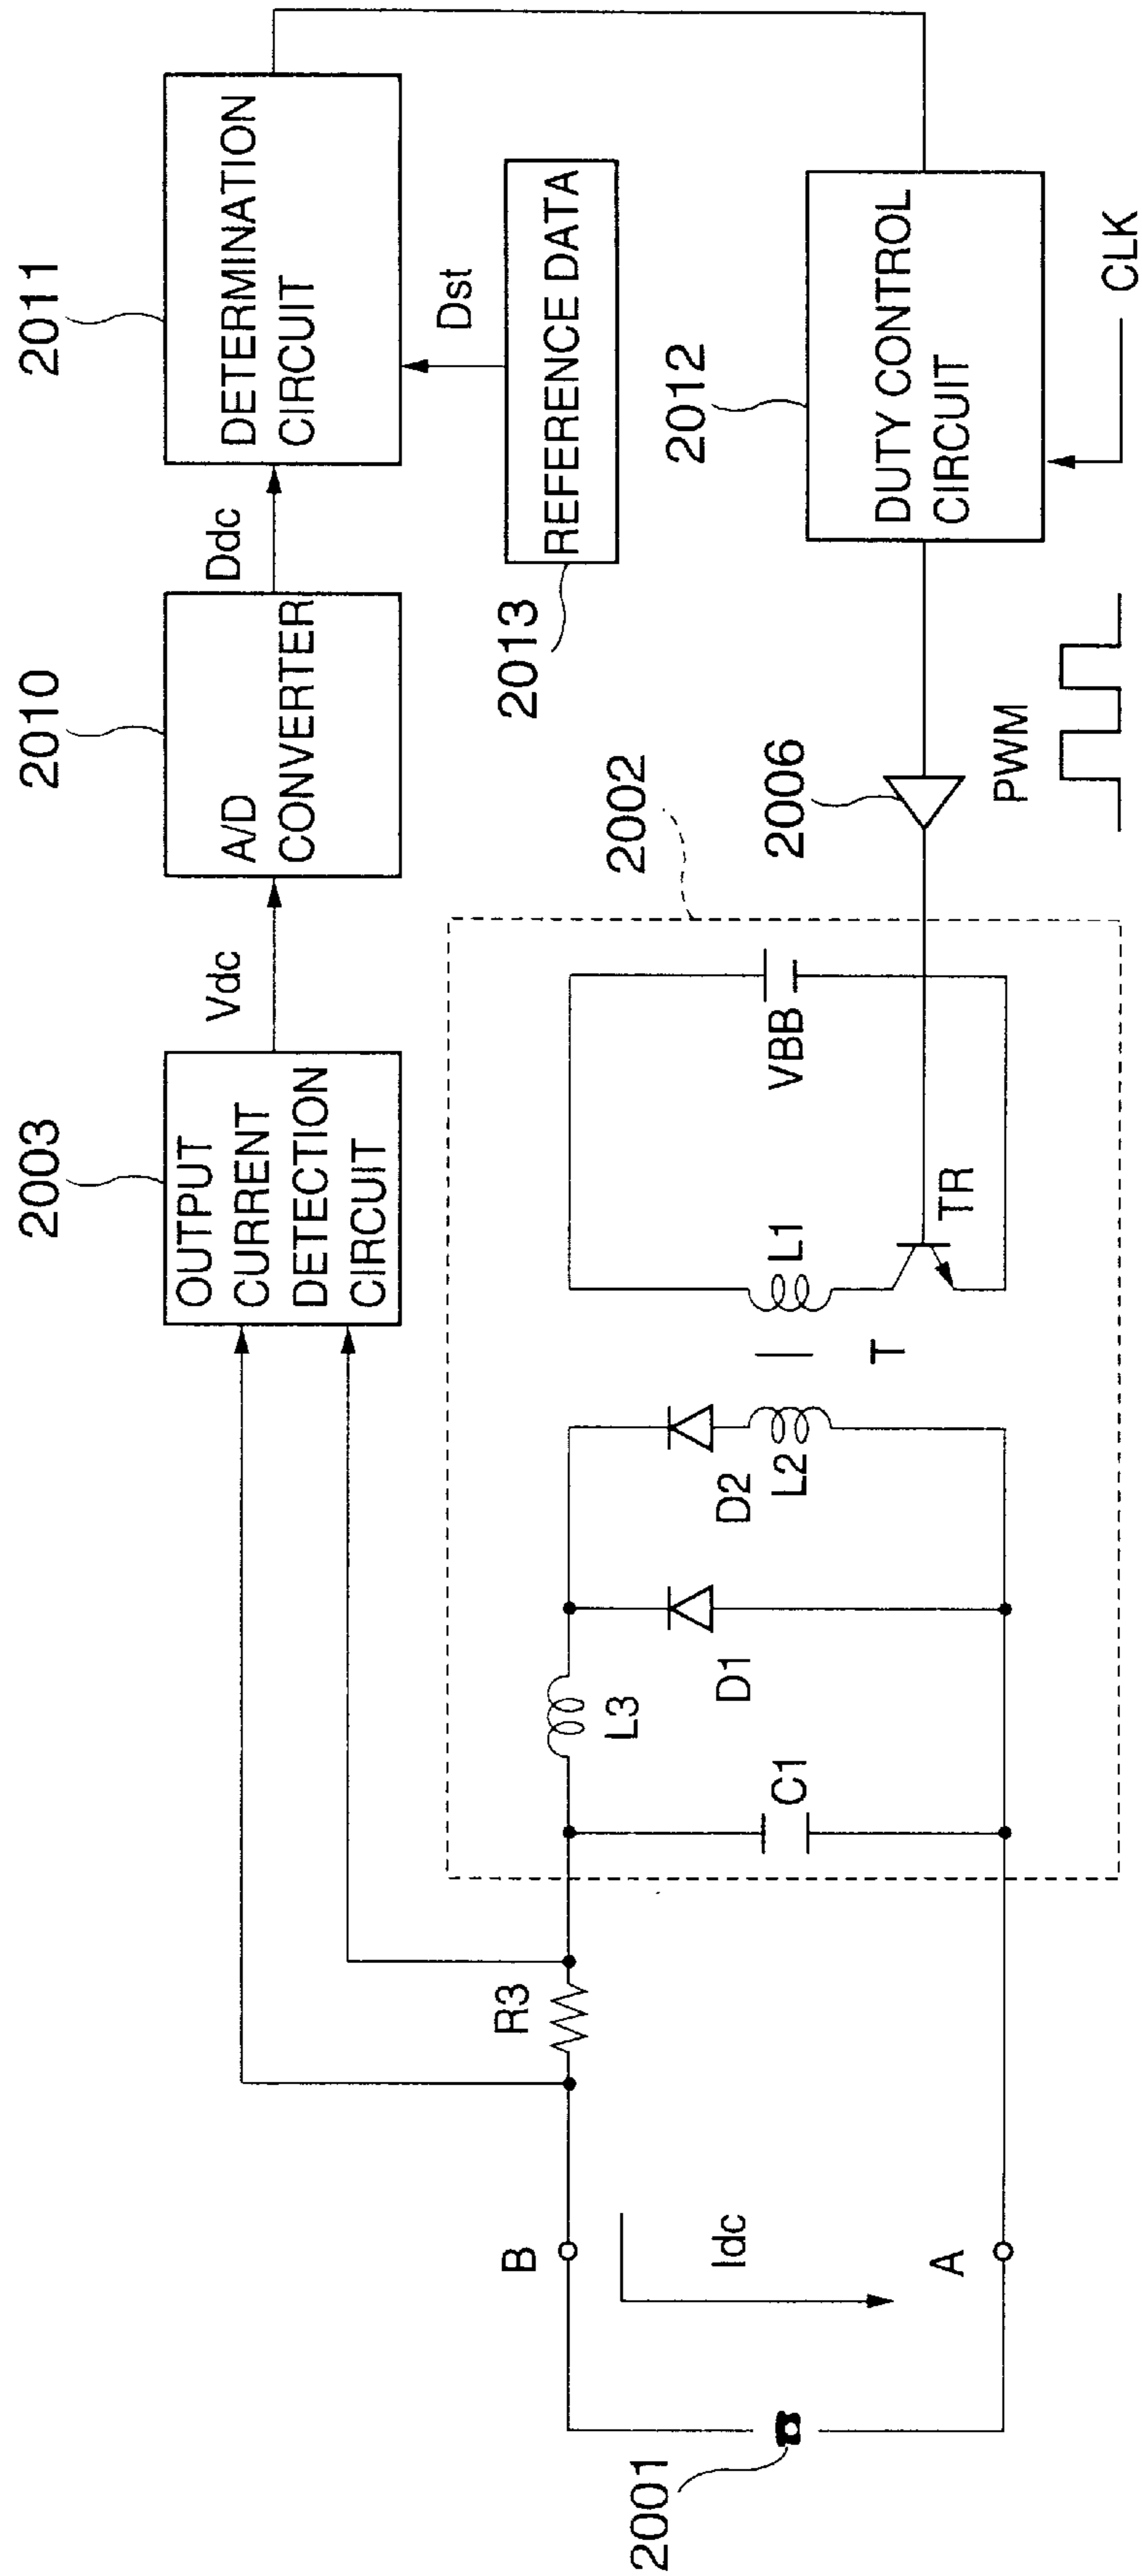 2003
OUTPUT
CURRENT
DETECTION
CIRCUIT
Vdc
2010
A/D
CONVERTER
Ddc
2011
DETERMINATION
CIRCUIT
Dst
REFERENCE DATA
2013
2012
DUTY CONTROL
CIRCUIT
CLK
PWM
2006
2002
VBB
TR
L1
T
L2
D2
D1
L3
C1
R3
B
Idc
A
2001